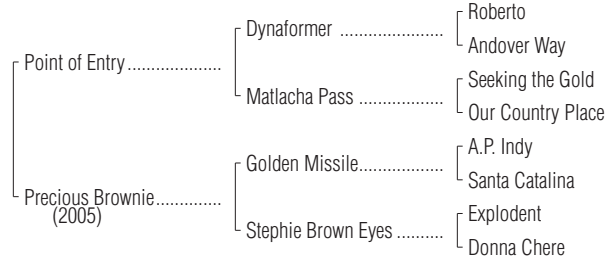 Roberto
Dynaformer ..................
Andover Way
Point of Entry.....................
Seeking the Gold
Matlacha Pass ................
Our Country Place
A.P. Indy
Golden Missile................
Santa Catalina
Precious Brownie..............
(2005)
Explodent
Stephie Brown Eyes .........
Donna Chere